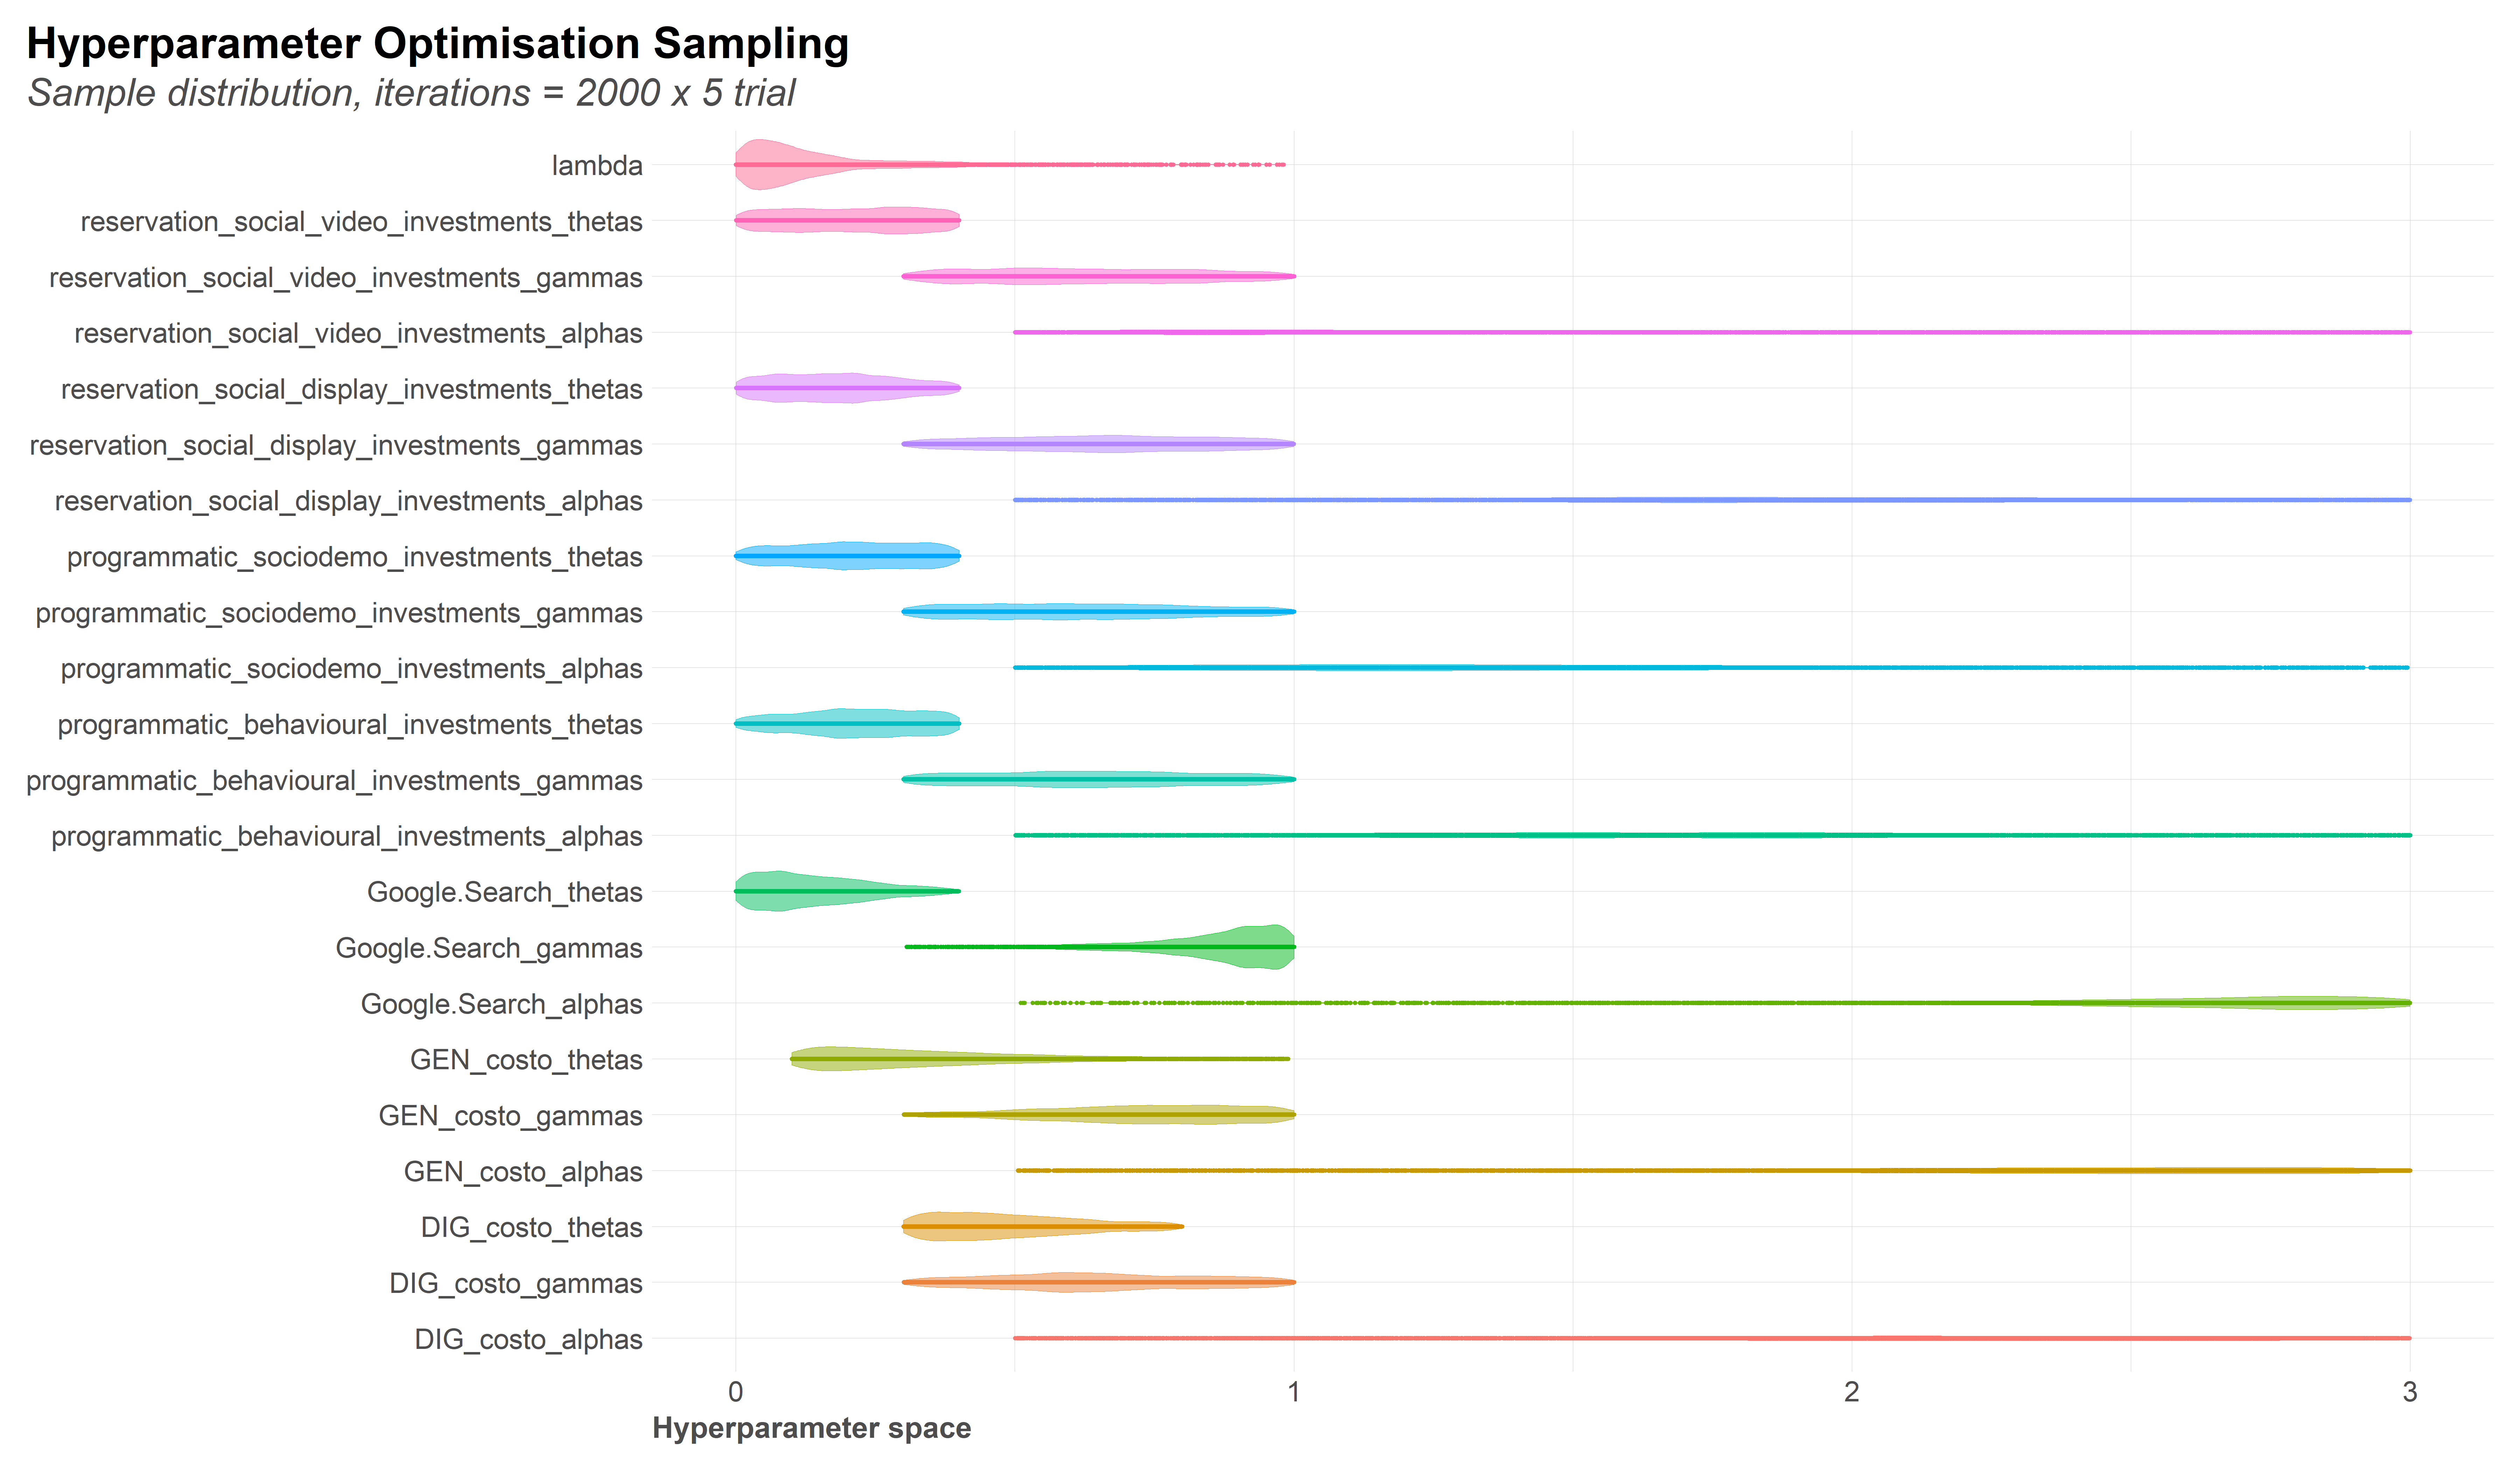 Hyperparameter Optimisation Sampling
Sample distribution, iterations = 2000 x 5 trial
lambda
reservation_social_video_investments_thetas
reservation_social_video_investments_gammas
reservation_social_video_investments_alphas
reservation_social_display_investments_thetas
reservation_social_display_investments_gammas
reservation_social_display_investments_alphas
programmatic_sociodemo_investments_thetas
programmatic_sociodemo_investments_gammas
programmatic_sociodemo_investments_alphas
programmatic_behavioural_investments_thetas
programmatic_behavioural_investments_gammas
programmatic_behavioural_investments_alphas
Google.Search_thetas
Google.Search_gammas
Google.Search_alphas
GEN_costo_thetas
GEN_costo_gammas
GEN_costo_alphas
DIG_costo_thetas
DIG_costo_gammas
DIG_costo_alphas
0 1 2 3
Hyperparameter space